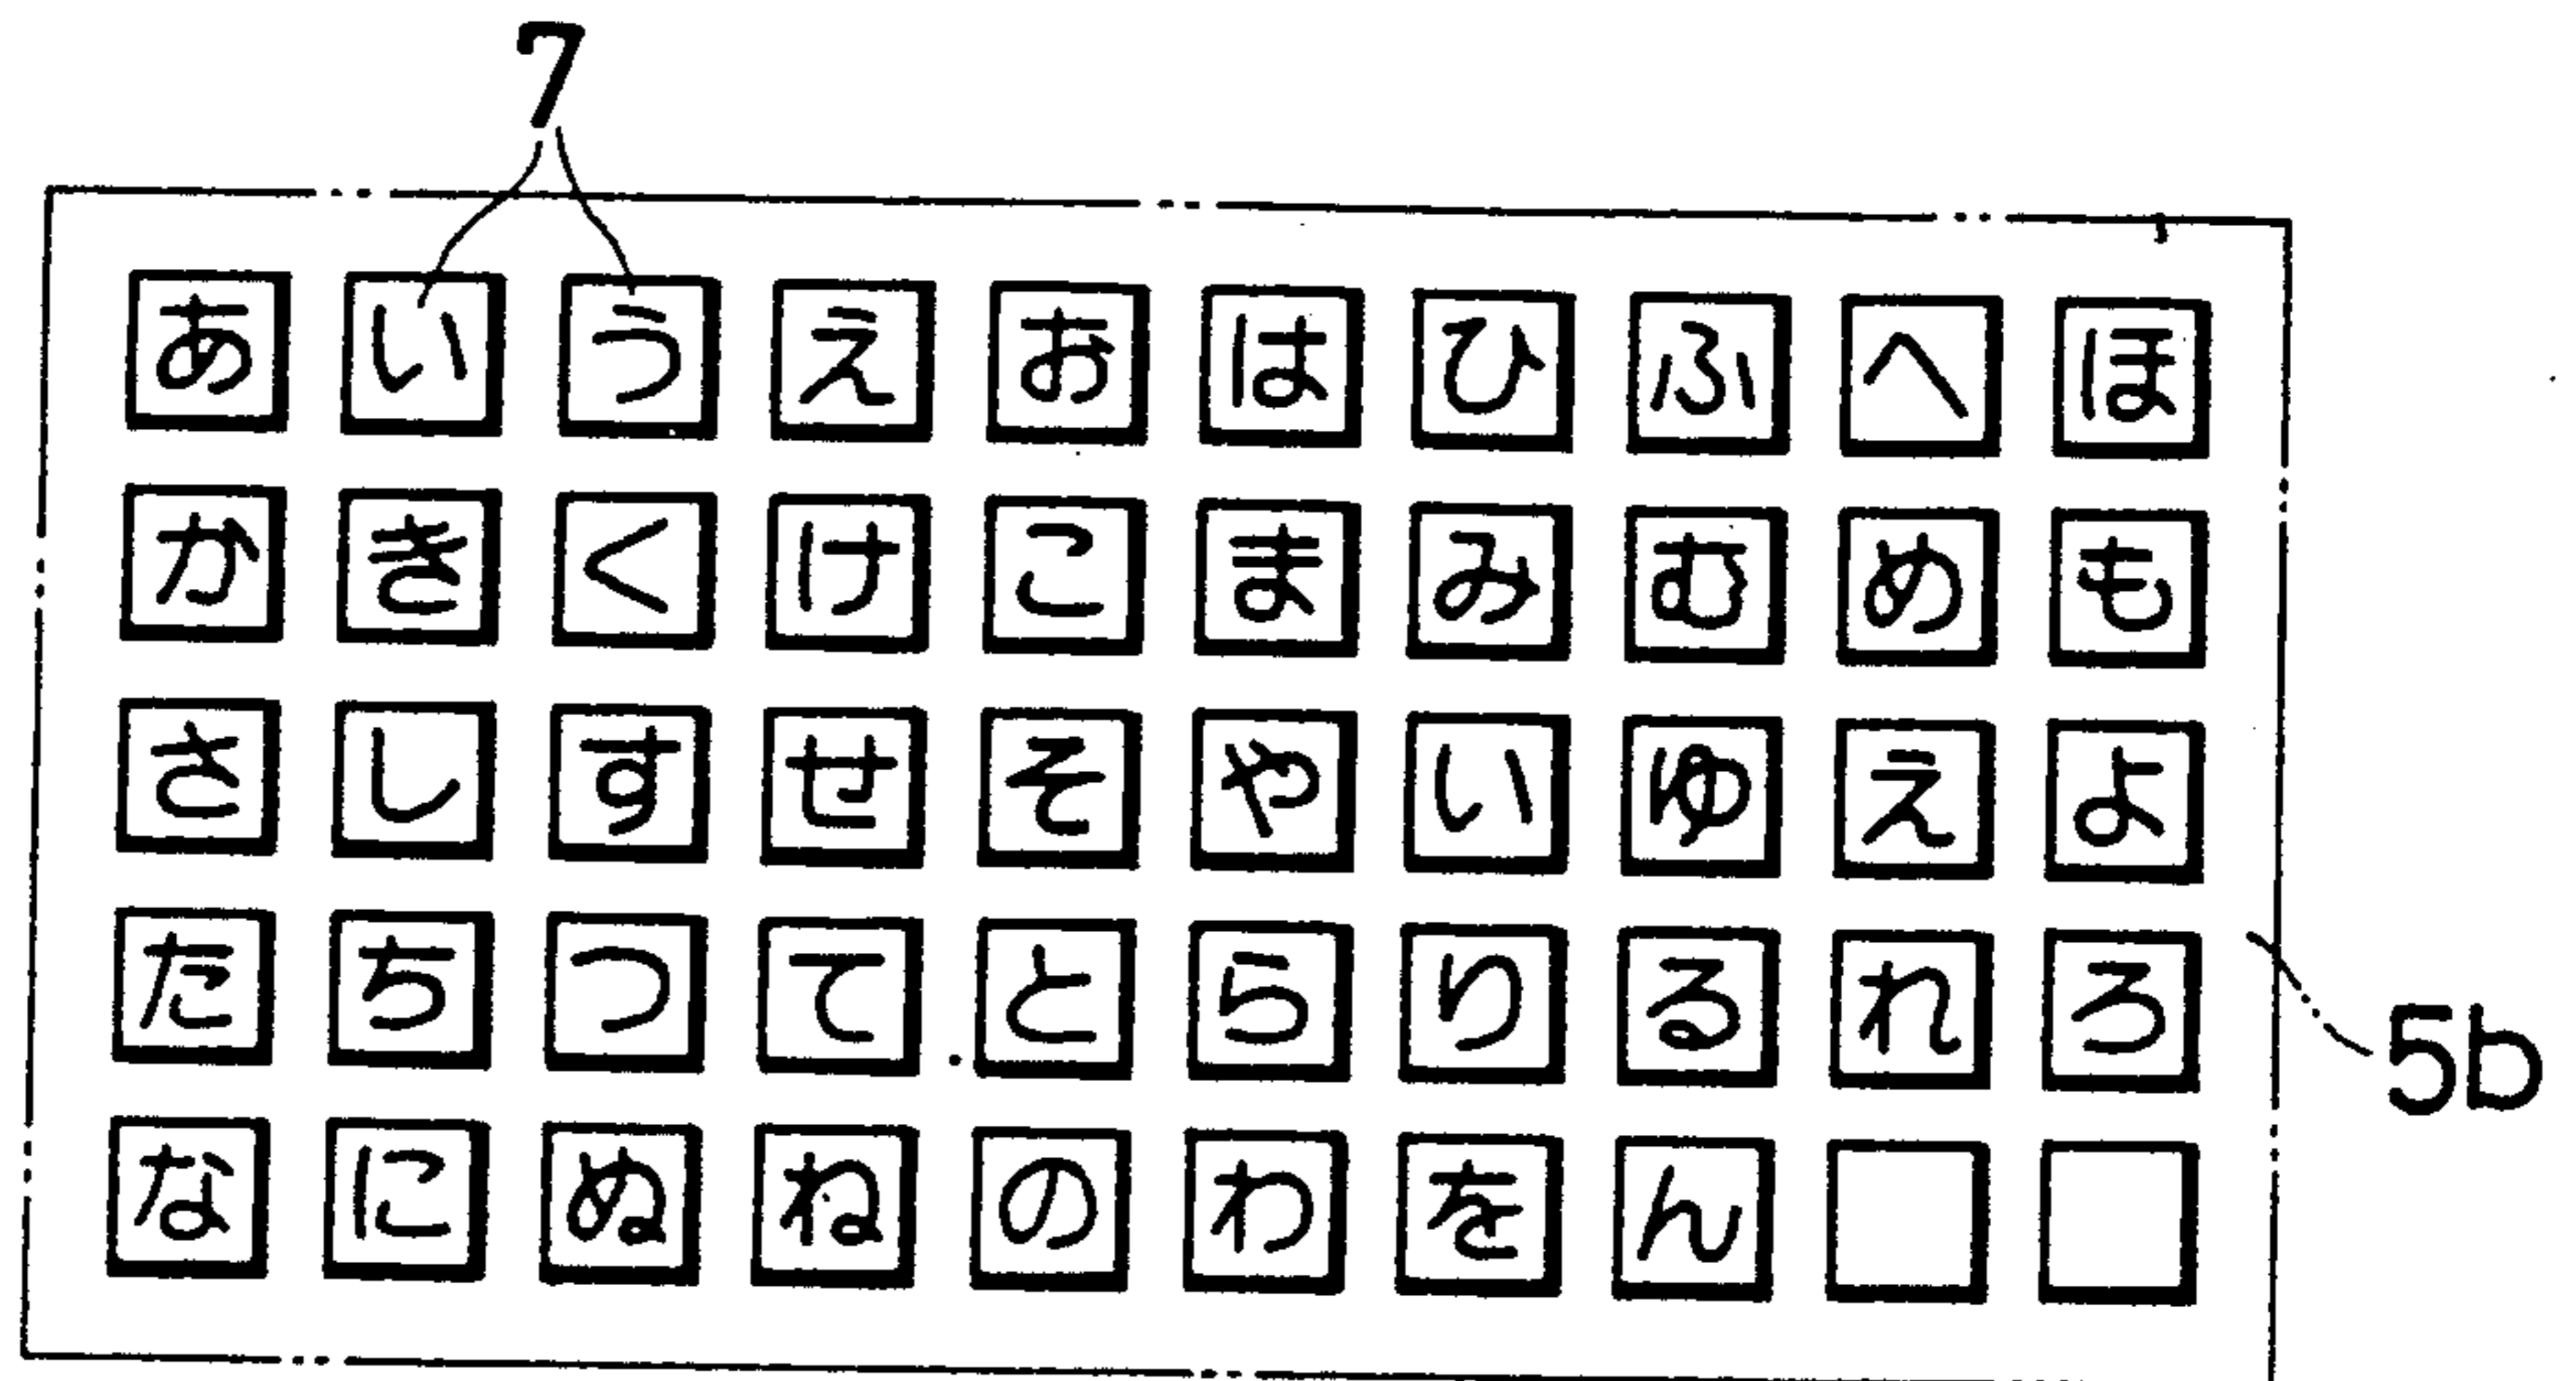 7
あ い う え お は ひ ふ へ ほ
か き く け こ ま み む め も
さ し す せ そ や い ゆ え よ
た ち つ て と ら り る れ ろ
な に ぬ ね の わ を ん
5b